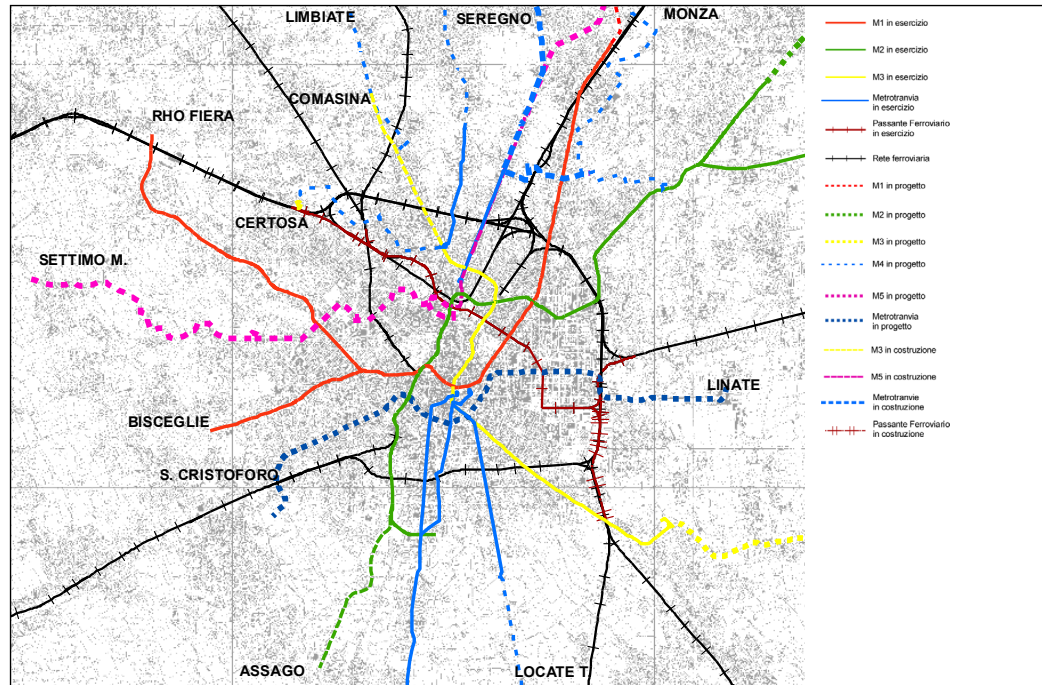 LIMBIATE
SEREGNO
MONZA
COMASINA
RHO FIERA
CERTOSA
SETTIMO M.
LINATE
BISCEGLIE
S. CRISTOFORO
ASSAGO
LOCATE T.
M1 in esercizio
M2 in esercizio
M3 in esercizio
Metrotranvia
in esercizio
Passante Ferroviario
in esercizio
Rete ferroviaria
M1 in progetto
M2 in progetto
M3 in progetto
M4 in progetto
M5 in progetto
Metrotranvia
in progetto
M3 in costruzione
M5 in costruzione
Metrotranvie
in costruzione
Passante Ferroviario
in costruzione